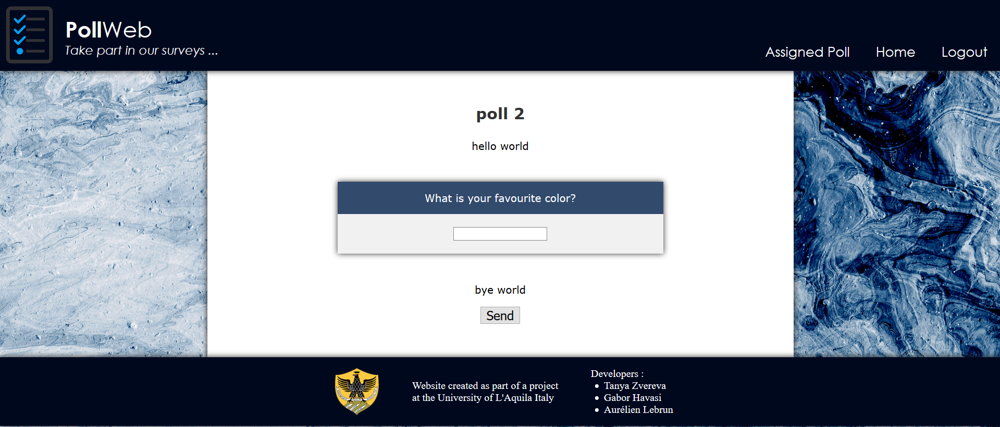 PollWeb
Take part in our surveys ...
Assigned Poll Home Logout
poll 2
hello world
What is your favourite color?
bye world
Send
Website created as part of a project
at the University of L'Aquila Italy
Developers :
Tanya Zvereva
Gabor Havasi
Aurélien Lebrun